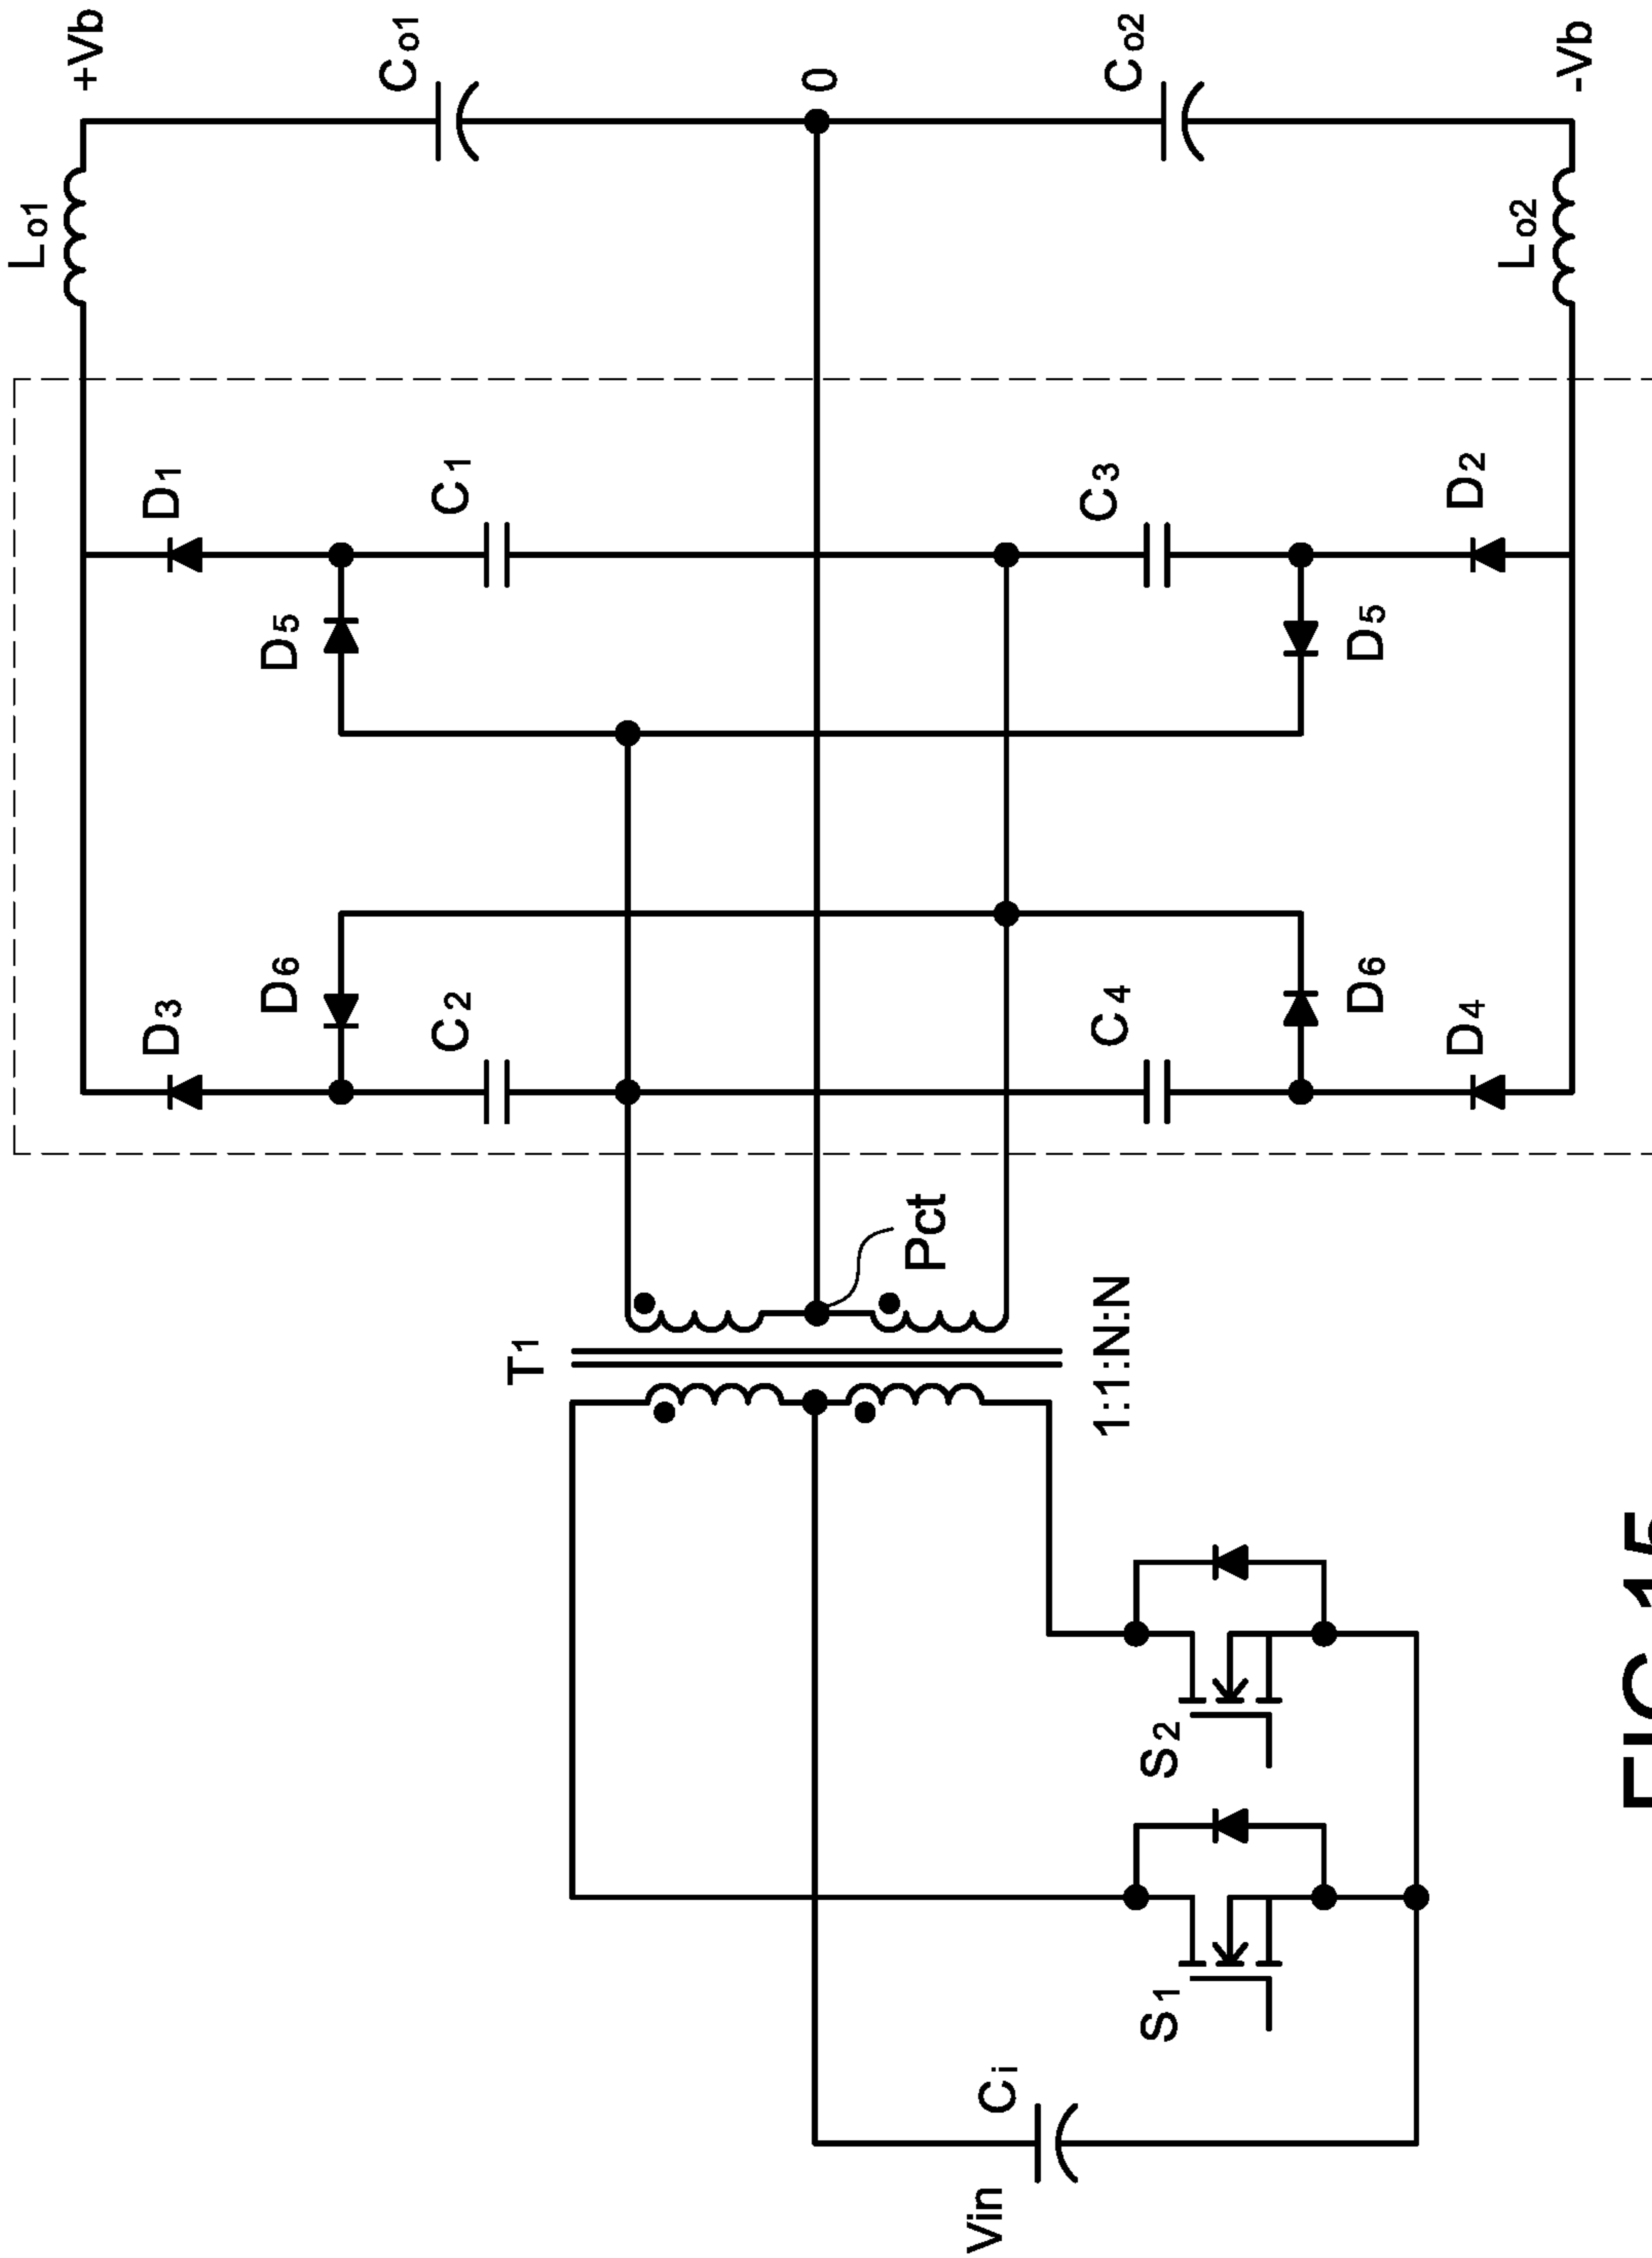 Lo1
+Vb
D3
D1
Co1
D6
D5
C2
C1
T1
0
Pct
C4
C3
Co2
1:1:N:N
D6
D5
Vin
Ci
S1
S2
D4
D2
Lo2
-Vb